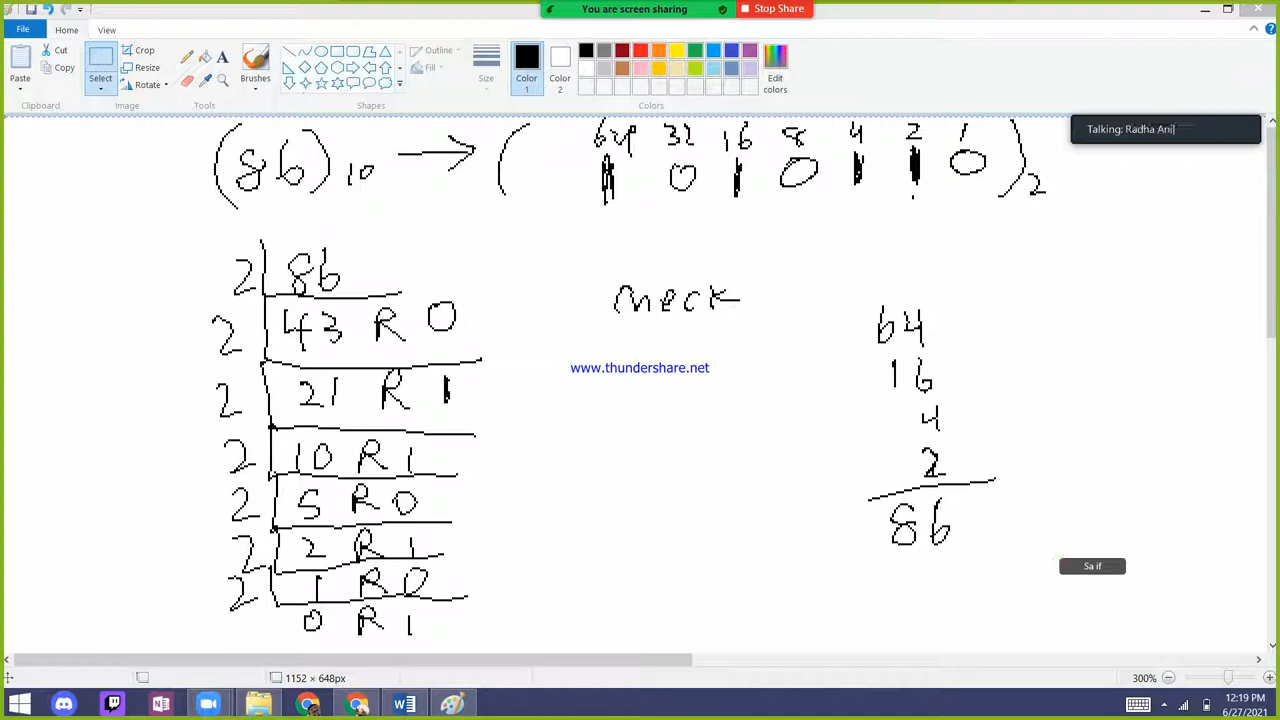 You are screen sharing Stop Share
File Home View
Paste Cut Copy Select Crop Resize Rotate Brushes Outline Fill Size Color 1 Color 2 Edit colors
Clipboard Image Tools Shapes Colors
Talking: Radha Anij
64 32 16 8 4 2 1
(86)10 → (1 0 1 0 1 1 0)2
2 86
2 43 R 0
2 21 R 1
2 10 R 1
2 5 R 0
2 2 R 1
2 1 R 0
0 R 1
check
www.thundershare.net
64
16
4
2
86
Sa if
1152 × 648px 300%
12:19 PM
6/27/2021